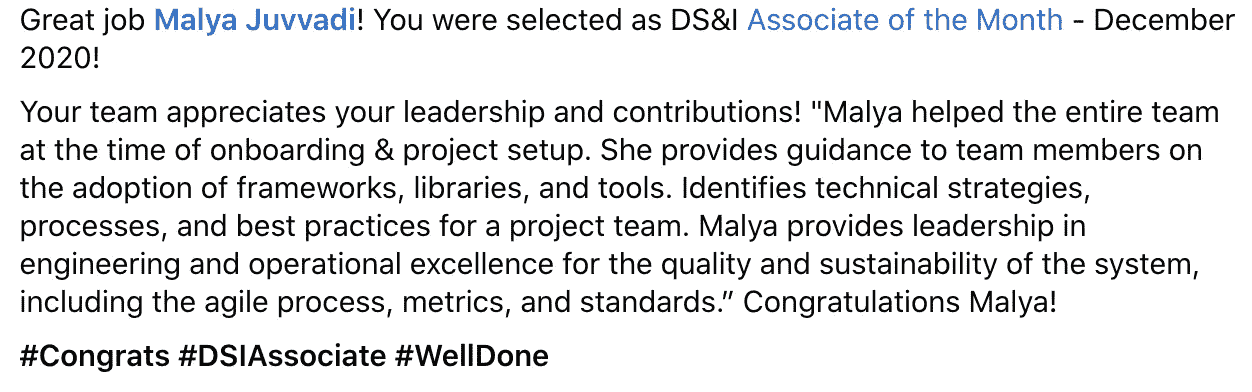 Great job Malya Juvvadi! You were selected as DS&I Associate of the Month - December
2020!
Your team appreciates your leadership and contributions! "Malya helped the entire team
at the time of onboarding & project setup. She provides guidance to team members on
the adoption of frameworks, libraries, and tools. Identifies technical strategies,
processes, and best practices for a project team. Malya provides leadership in
engineering and operational excellence for the quality and sustainability of the system,
including the agile process, metrics, and standards.” Congratulations Malya!
#Congrats #DSIAssociate #WellDone